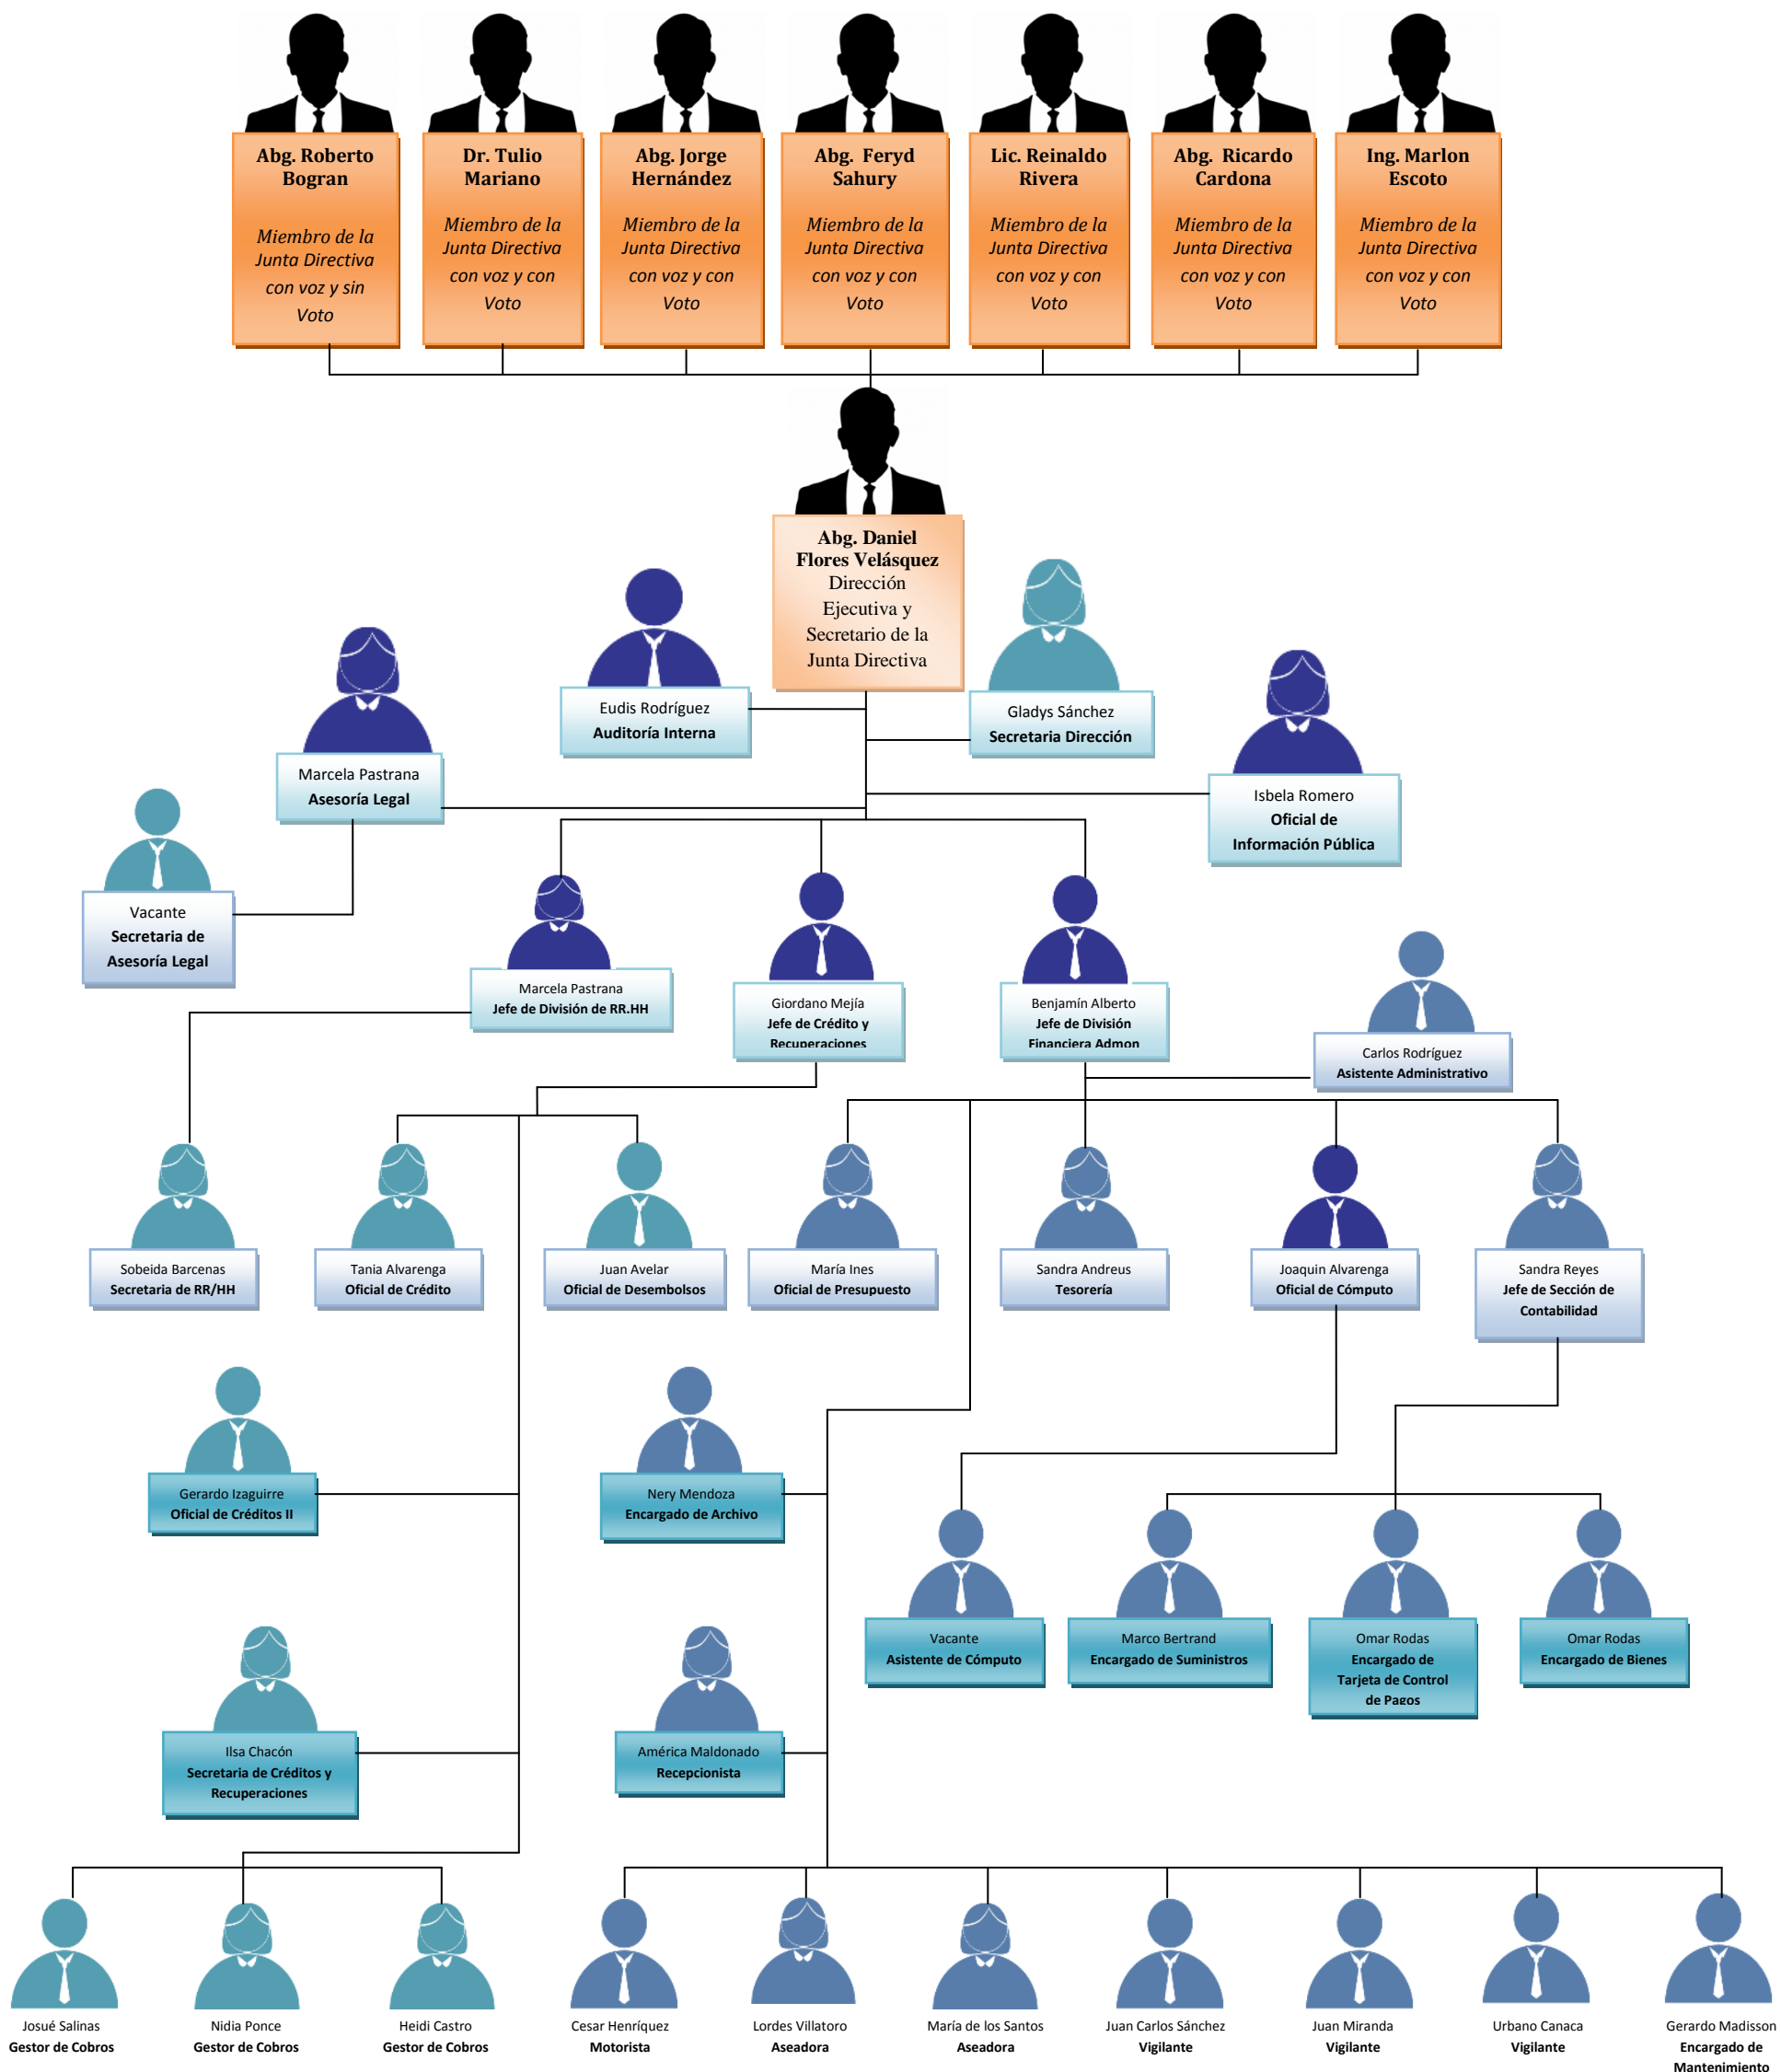 Abg. Roberto
Bogran
Miembro de la
Junta Directiva
con voz y sin
Voto
Dr. Tulio
Mariano
Miembro de la
Junta Directiva
con voz y con
Voto
Abg. Jorge
Hernández
Miembro de la
Junta Directiva
con voz y con
Voto
Abg. Feryd
Sahury
Miembro de la
Junta Directiva
con voz y con
Voto
Lic. Reinaldo
Rivera
Miembro de la
Junta Directiva
con voz y con
Voto
Abg. Ricardo
Cardona
Miembro de la
Junta Directiva
con voz y con
Voto
Ing. Marlon
Escoto
Miembro de la
Junta Directiva
con voz y con
Voto
Abg. Daniel
Flores Velásquez
Dirección
Ejecutiva y
Secretario de la
Junta Directiva
Eudis Rodríguez
Auditoría Interna
Gladys Sánchez
Secretaria Dirección
Marcela Pastrana
Asesoría Legal
Isbela Romero
Oficial de
Información Pública
Vacante
Secretaria de
Asesoría Legal
Marcela Pastrana
Jefe de División de RR.HH
Giordano Mejía
Jefe de Crédito y
Recuperaciones
Benjamín Alberto
Jefe de División
Financiera Admon
Carlos Rodríguez
Asistente Administrativo
Sobeida Barcenas
Secretaria de RR/HH
Tania Alvarenga
Oficial de Crédito
Juan Avelar
Oficial de Desembolsos
María Ines
Oficial de Presupuesto
Sandra Andreus
Tesorería
Joaquin Alvarenga
Oficial de Cómputo
Sandra Reyes
Jefe de Sección de
Contabilidad
Gerardo Izaguirre
Oficial de Créditos II
Nery Mendoza
Encargado de Archivo
Vacante
Asistente de Cómputo
Marco Bertrand
Encargado de Suministros
Omar Rodas
Encargado de
Tarjeta de Control
de Pagos
Omar Rodas
Encargado de Bienes
Ilsa Chacón
Secretaria de Créditos y
Recuperaciones
América Maldonado
Recepcionista
Josué Salinas
Gestor de Cobros
Nidia Ponce
Gestor de Cobros
Heidi Castro
Gestor de Cobros
Cesar Henríquez
Motorista
Lordes Villatoro
Aseadora
María de los Santos
Aseadora
Juan Carlos Sánchez
Vigilante
Juan Miranda
Vigilante
Urbano Canaca
Vigilante
Gerardo Madisson
Encargado de
Mantenimiento